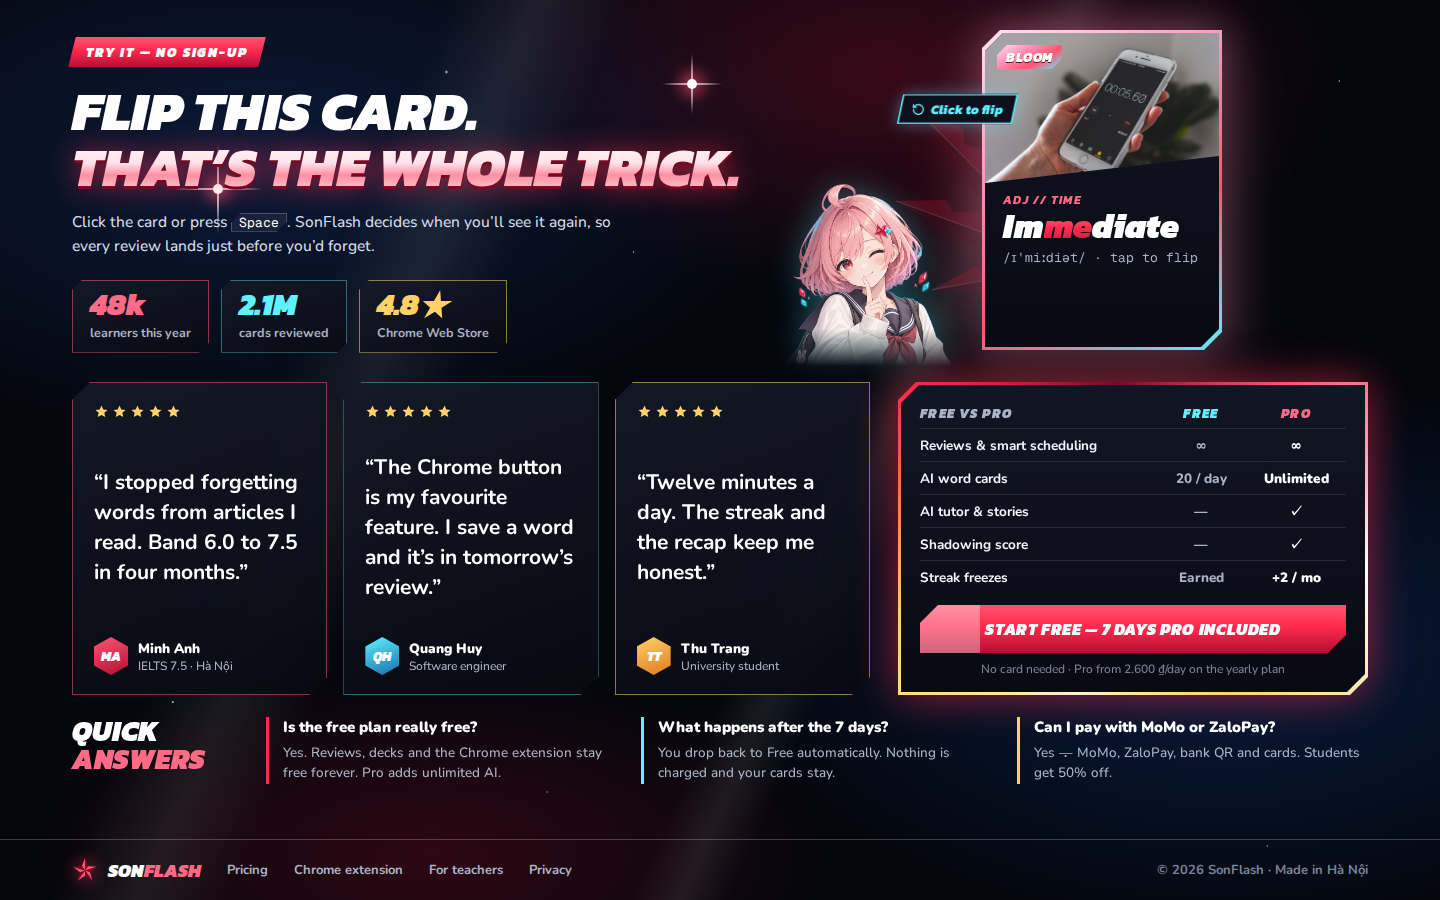 TRY IT — NO SIGN-UP
FLIP THIS CARD.
THAT’S THE WHOLE TRICK.
Click the card or press Space. SonFlash decides when you’ll see it again, so
every review lands just before you’d forget.
48k
learners this year
2.1M
cards reviewed
4.8★
Chrome Web Store
Click to flip
BLOOM
00:05.60
ADJ // TIME
Immediate
/ɪˈmiːdiət/ · tap to flip
★★★★★
“I stopped forgetting
words from articles I
read. Band 6.0 to 7.5
in four months.”
MA
Minh Anh
IELTS 7.5 · Hà Nội
★★★★★
“The Chrome button
is my favourite
feature. I save a word
and it’s in tomorrow’s
review.”
QH
Quang Huy
Software engineer
★★★★★
“Twelve minutes a
day. The streak and
the recap keep me
honest.”
TT
Thu Trang
University student
FREE VS PRO FREE PRO
Reviews & smart scheduling ∞ ∞
AI word cards 20 / day Unlimited
AI tutor & stories — ✓
Shadowing score — ✓
Streak freezes Earned +2 / mo
START FREE — 7 DAYS PRO INCLUDED
No card needed · Pro from 2.600 ₫/day on the yearly plan
QUICK
ANSWERS
Is the free plan really free?
Yes. Reviews, decks and the Chrome extension stay
free forever. Pro adds unlimited AI.
What happens after the 7 days?
You drop back to Free automatically. Nothing is
charged and your cards stay.
Can I pay with MoMo or ZaloPay?
Yes — MoMo, ZaloPay, bank QR and cards. Students
get 50% off.
SONFLASH Pricing Chrome extension For teachers Privacy © 2026 SonFlash · Made in Hà Nội